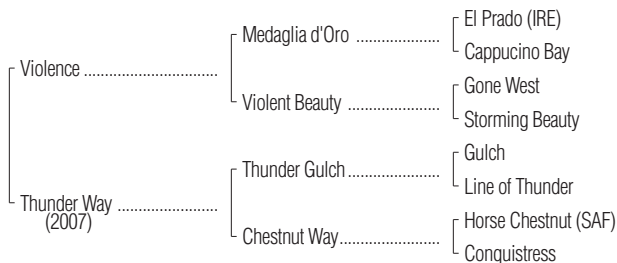 El Prado (IRE)
Medaglia d'Oro ....................
Cappucino Bay
Violence ................................
Gone West
Violent Beauty ......................
Storming Beauty
Gulch
Thunder Gulch......................
Line of Thunder
Thunder Way ........................
(2007)
Horse Chestnut (SAF)
Chestnut Way........................
Conquistress